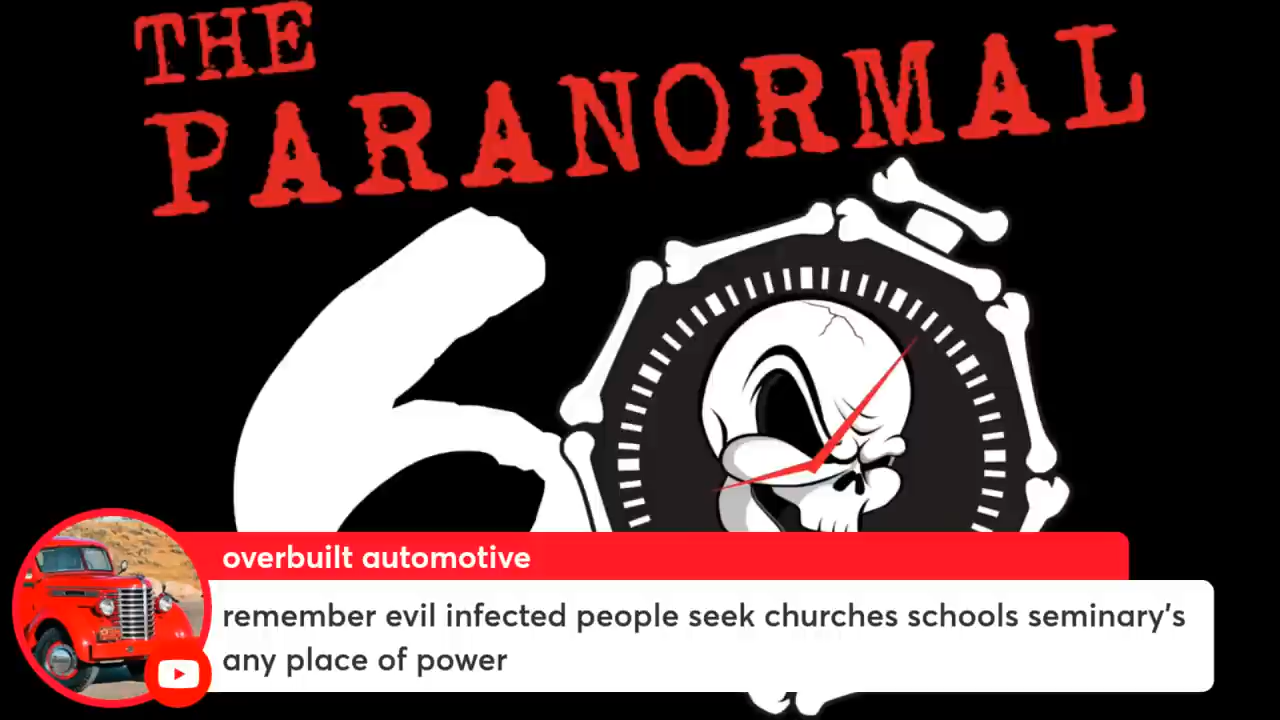 THE
PARANORMAL
60
overbuilt automotive
remember evil infected people seek churches schools seminary's
any place of power